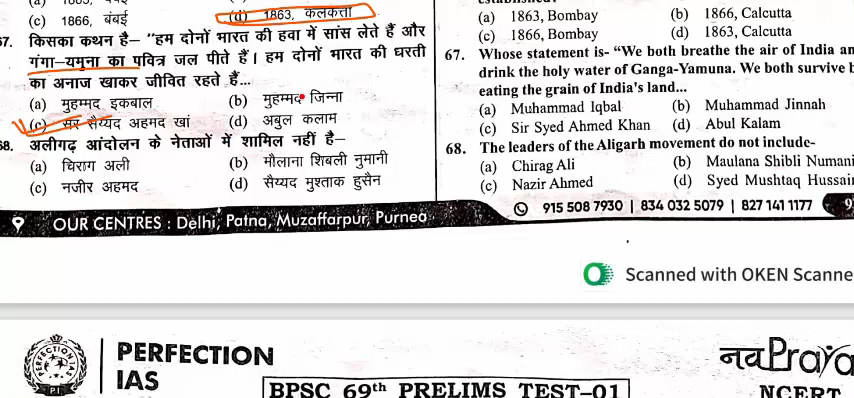 (c) 1866, बंबई
(d) 1863, कलकत्ता
67. किसका कथन है– "हम दोनों भारत की हवा में सांस लेते हैं और
गंगा–यमुना का पवित्र जल पीते हैं। हम दोनों भारत की धरती
का अनाज खाकर जीवित रहते हैं...
(a) मुहम्मद इकबाल (b) मुहम्मद जिन्ना
(c) सर सैय्यद अहमद खां (d) अबुल कलाम
68. अलीगढ़ आंदोलन के नेताओं में शामिल नहीं है–
(a) चिराग अली (b) मौलाना शिबली नुमानी
(c) नजीर अहमद (d) सैय्यद मुश्ताक हुसैन
(a) 1863, Bombay (b) 1866, Calcutta
(c) 1866, Bombay (d) 1863, Calcutta
67. Whose statement is- "We both breathe the air of India an
drink the holy water of Ganga-Yamuna. We both survive b
eating the grain of India's land...
(a) Muhammad Iqbal (b) Muhammad Jinnah
(c) Sir Syed Ahmed Khan (d) Abul Kalam
68. The leaders of the Aligarh movement do not include-
(a) Chirag Ali (b) Maulana Shibli Numani
(c) Nazir Ahmed (d) Syed Mushtaq Hussai
OUR CENTRES : Delhi, Patna, Muzaffarpur, Purnea
915 508 7930 | 834 032 5079 | 827 141 1177
Scanned with OKEN Scanne
PERFECTION
IAS
नवPraya
BPSC 69th PRELIMS TEST–01
NCERT